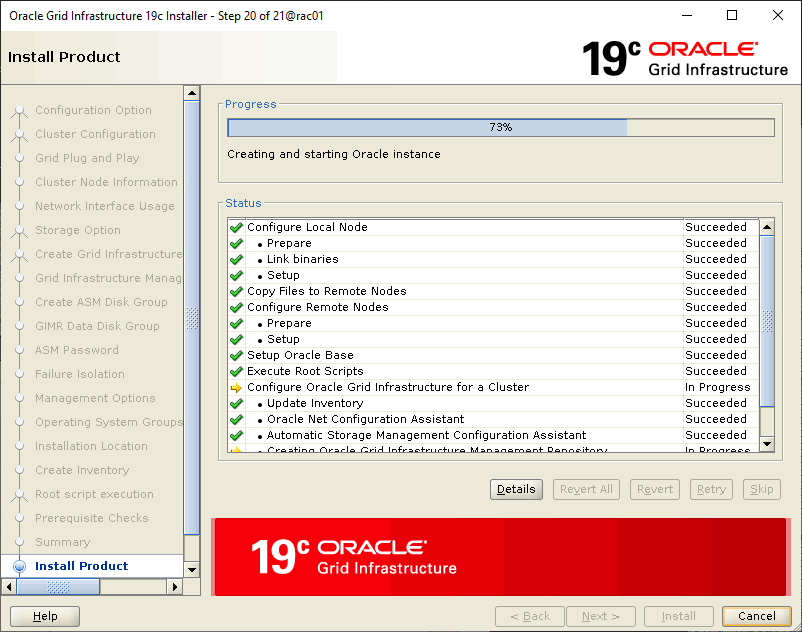 Oracle Grid Infrastructure 19c Installer - Step 20 of 21@rac01
Install Product
19c ORACLE
Grid Infrastructure
Configuration Option
Cluster Configuration
Grid Plug and Play
Cluster Node Information
Network Interface Usage
Storage Option
Create Grid Infrastructure
Grid Infrastructure Manag
Create ASM Disk Group
GIMR Data Disk Group
ASM Password
Failure Isolation
Management Options
Operating System Groups
Installation Location
Create Inventory
Root script execution
Prerequisite Checks
Summary
Install Product
Progress
73%
Creating and starting Oracle instance
Status
Configure Local Node Succeeded
• Prepare Succeeded
• Link binaries Succeeded
• Setup Succeeded
Copy Files to Remote Nodes Succeeded
Configure Remote Nodes Succeeded
• Prepare Succeeded
• Setup Succeeded
Setup Oracle Base Succeeded
Execute Root Scripts Succeeded
Configure Oracle Grid Infrastructure for a Cluster In Progress
• Update Inventory Succeeded
• Oracle Net Configuration Assistant Succeeded
• Automatic Storage Management Configuration Assistant Succeeded
• Creating Oracle Grid Infrastructure Management Repository In Progress
Details Revert All Revert Retry Skip
19c ORACLE
Grid Infrastructure
Help < Back Next > Install Cancel